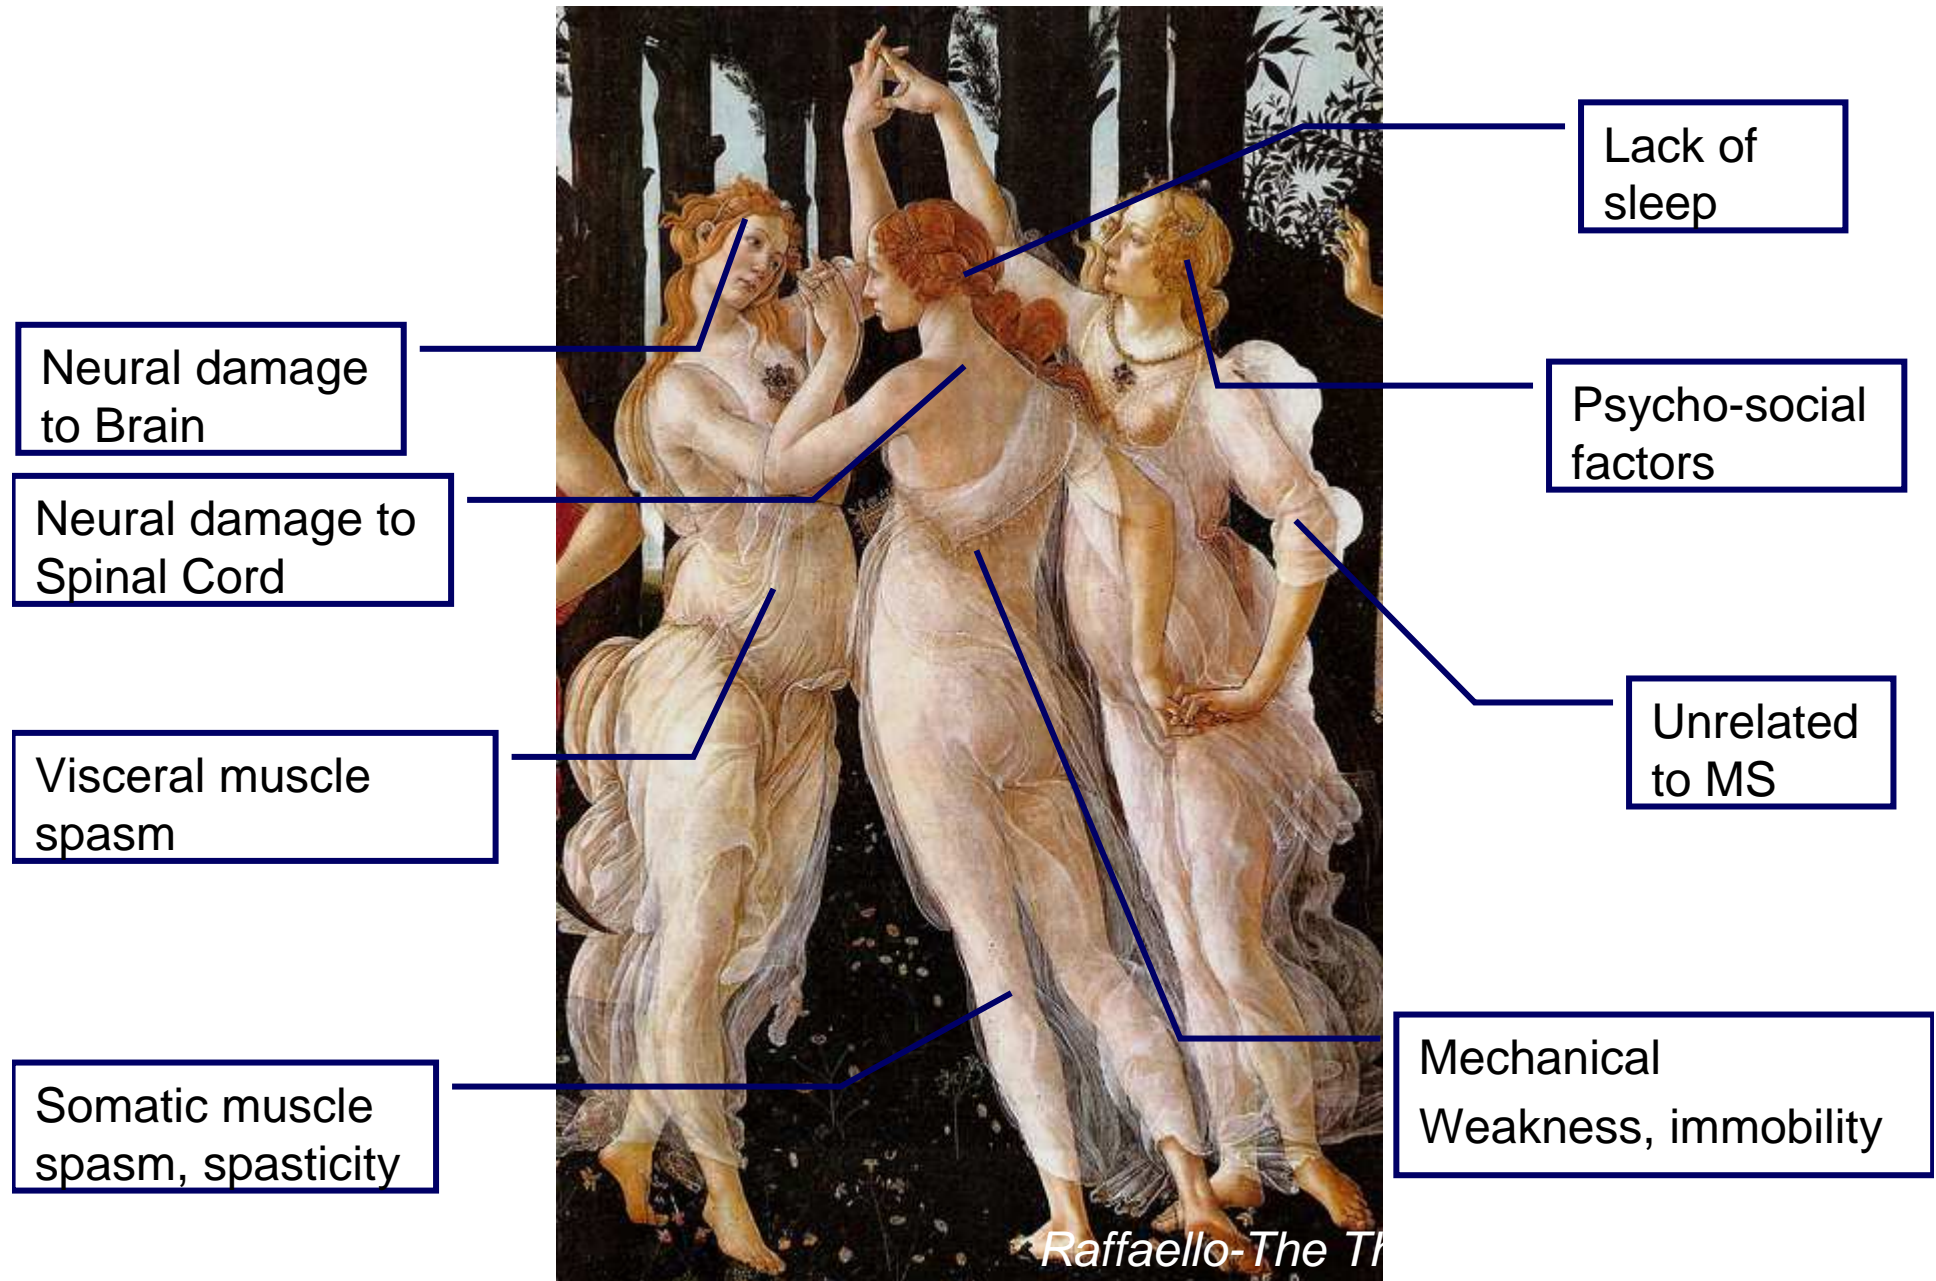 Lack of
sleep
Neural damage
to Brain
Psycho-social
factors
Neural damage to
Spinal Cord
Unrelated
to MS
Visceral muscle
spasm
Mechanical
Weakness, immobility
Somatic muscle
spasm, spasticity
Raffaello-The Th